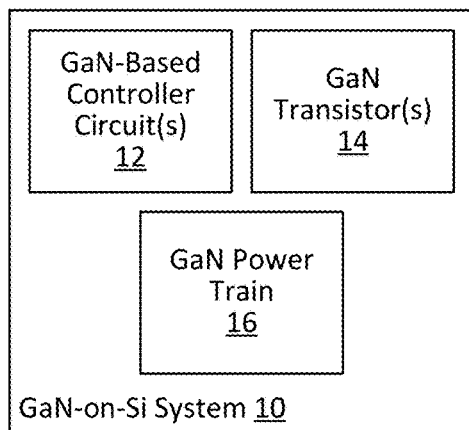 GaN-Based
Controller
Circuit(s)
12
GaN
Transistor(s)
14
GaN Power
Train
16
GaN-on-Si System 10